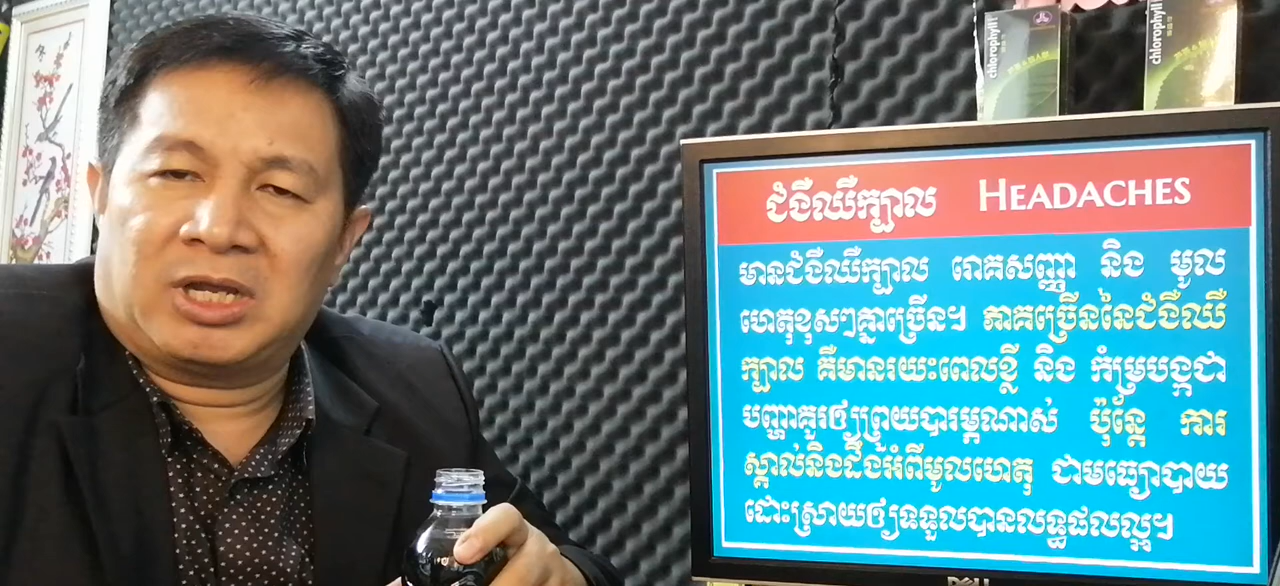 chlorophyll
chlorophyll
ជំងឺឈឺក្បាល HEADACHES
មានជំងឺឈឺក្បាល រោគសញ្ញា និង មូល
ហេតុខុសៗគ្នាច្រើន។ ភាគច្រើននៃជំងឺឈឺ
ក្បាល គឺមានរយះពេលខ្លី និង កំម្របង្កជា
បញ្ហាគួរឲ្យព្រួយបារម្ភណាស់ ប៉ុន្តែ ការ
ស្គាល់និងដឹងអំពីមូលហេតុ ជាមធ្យោបាយ
ដោះស្រាយឲ្យទទួលបានលទ្ធផលល្អ។